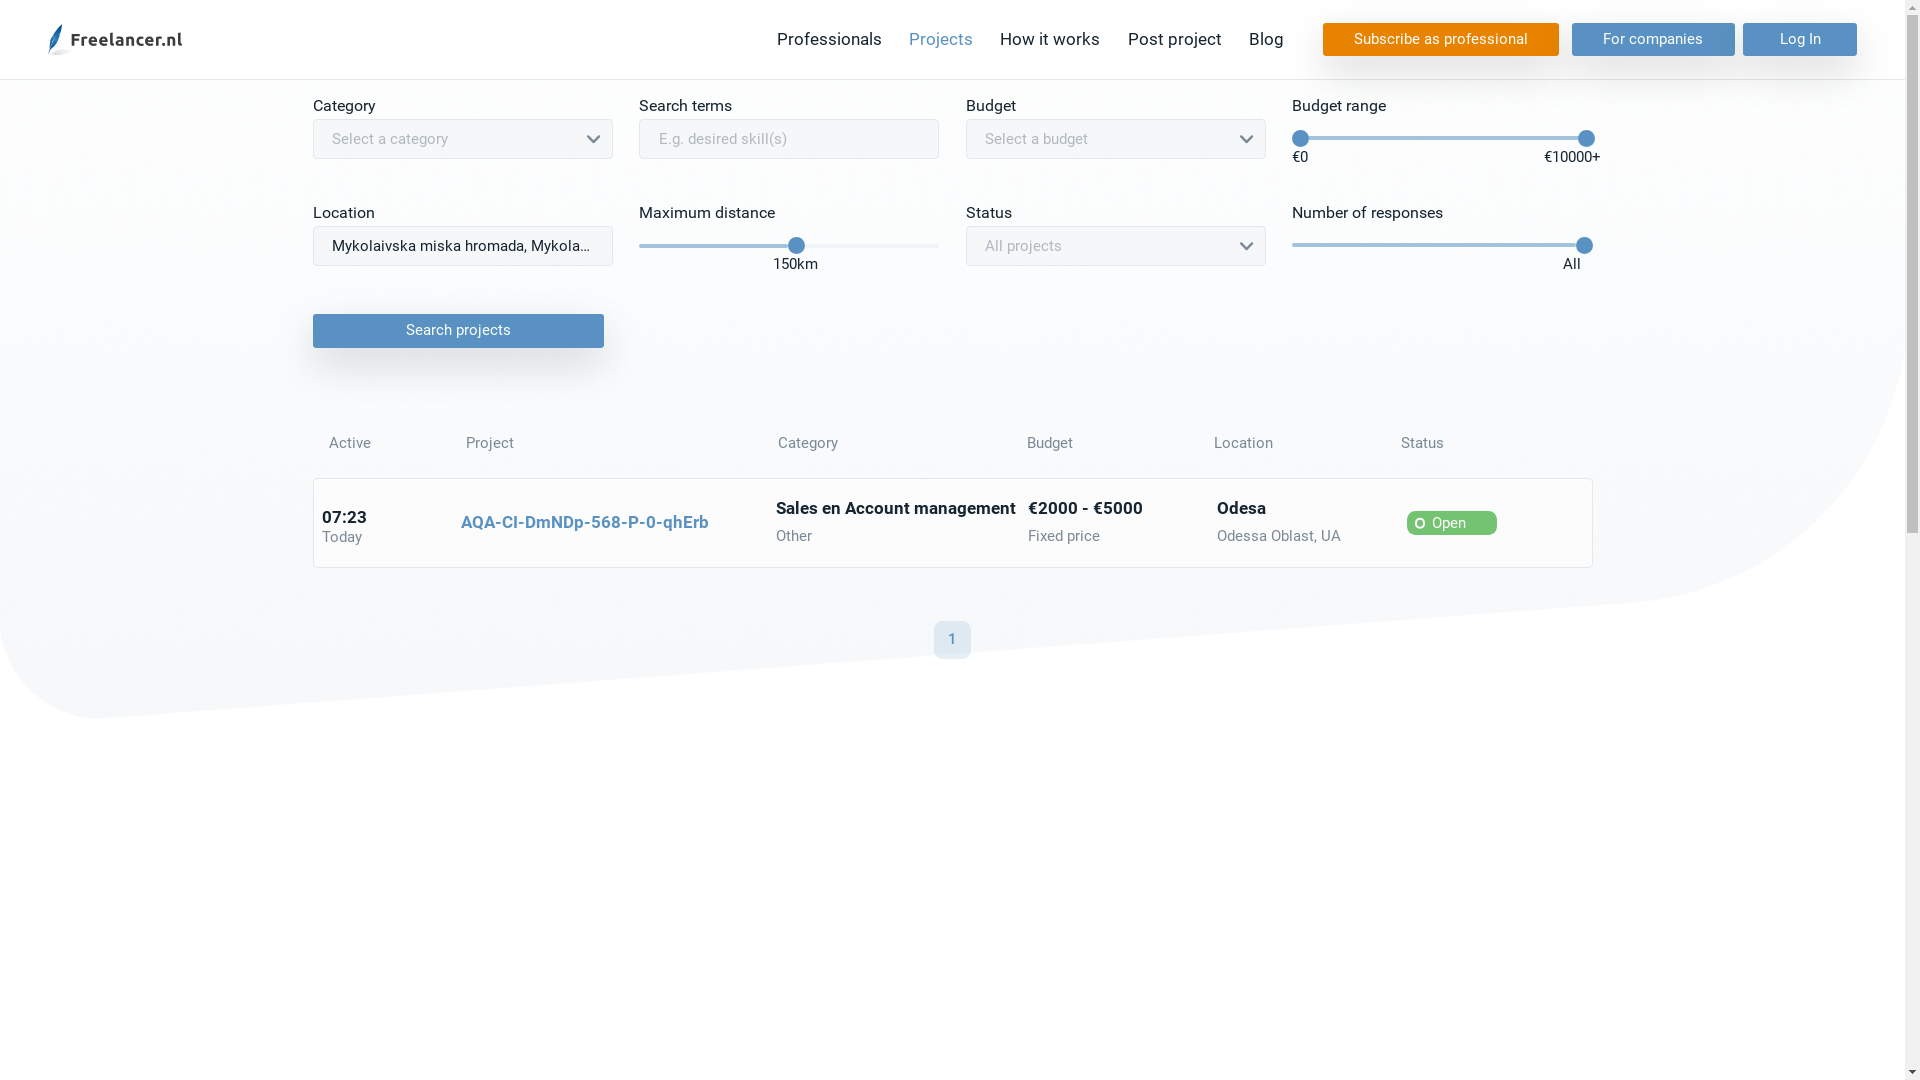 Freelancer.nl
Professionals
Projects
How it works
Post project
Blog
Subscribe as professional
For companies
Log In
Category
Search terms
Budget
Budget range
Select a category
E.g. desired skill(s)
Select a budget
€0
€10000+
Location
Maximum distance
Status
Number of responses
Mykolaivska miska hromada, Mykola...
All projects
150km
All
Search projects
Active
Project
Category
Budget
Location
Status
07:23
Today
AQA-CI-DmNDp-568-P-0-qhErb
Sales en Account management
Other
€2000 - €5000
Fixed price
Odesa
Odessa Oblast, UA
Open
1